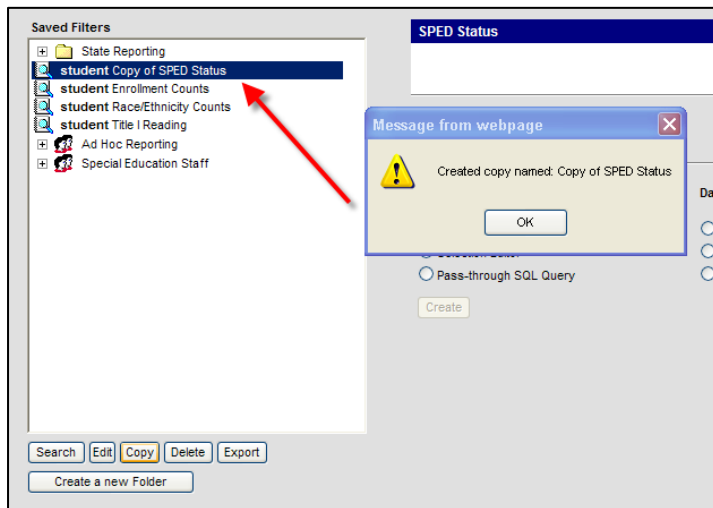 Saved Filters
State Reporting
student Copy of SPED Status
student Enrollment Counts
student Race/Ethnicity Counts
student Title I Reading
Ad Hoc Reporting
Special Education Staff
Search Edit Copy Delete Export
Create a new Folder
SPED Status
Message from webpage
Created copy named: Copy of SPED Status
OK
Da
Pass-through SQL Query
Create